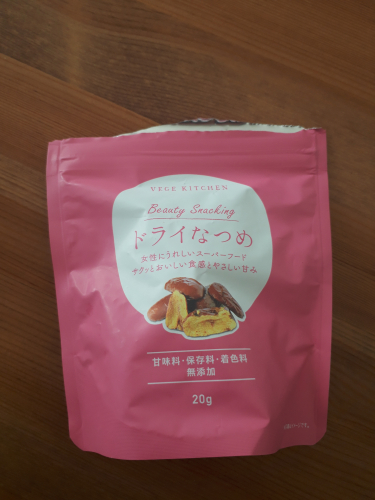 VEGE KITCHEN
Beauty Snacking
ドライなつめ
女性にうれしいスーパーフード
サクッとおいしい食感とやさしい甘み
甘味料・保存料・着色料
無添加
20g